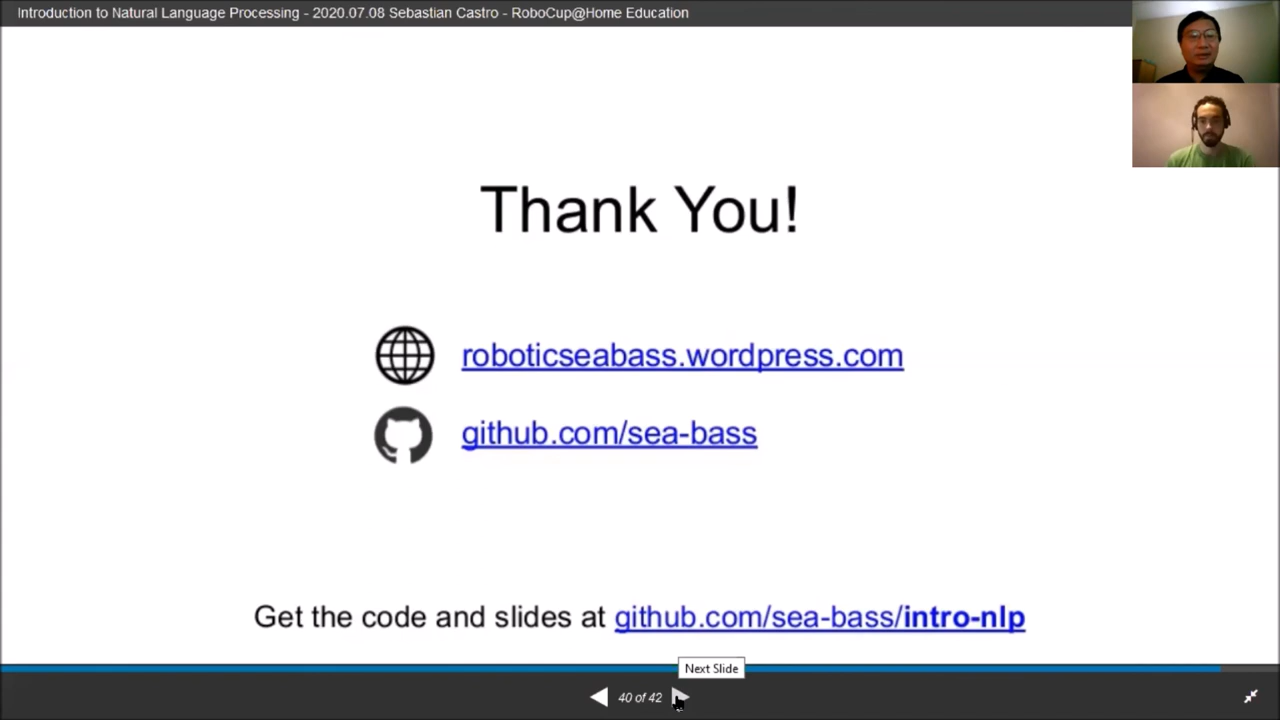 Introduction to Natural Language Processing - 2020.07.08 Sebastian Castro - RoboCup@Home Education
Thank You!
roboticseabass.wordpress.com
github.com/sea-bass
Get the code and slides at github.com/sea-bass/intro-nlp
Next Slide
40 of 42